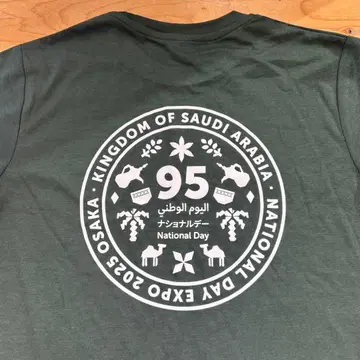 KINGDOM OF SAUDI ARABIA · NATIONAL DAY EXPO 2025 OSAKA ·
95
اليوم الوطني
ナショナルデー
National Day